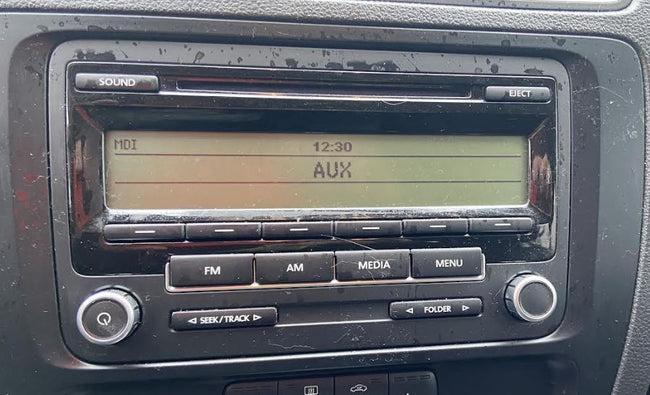 SOUND
EJECT
MDI 12:30
AUX
FM AM MEDIA MENU
SEEK/TRACK FOLDER